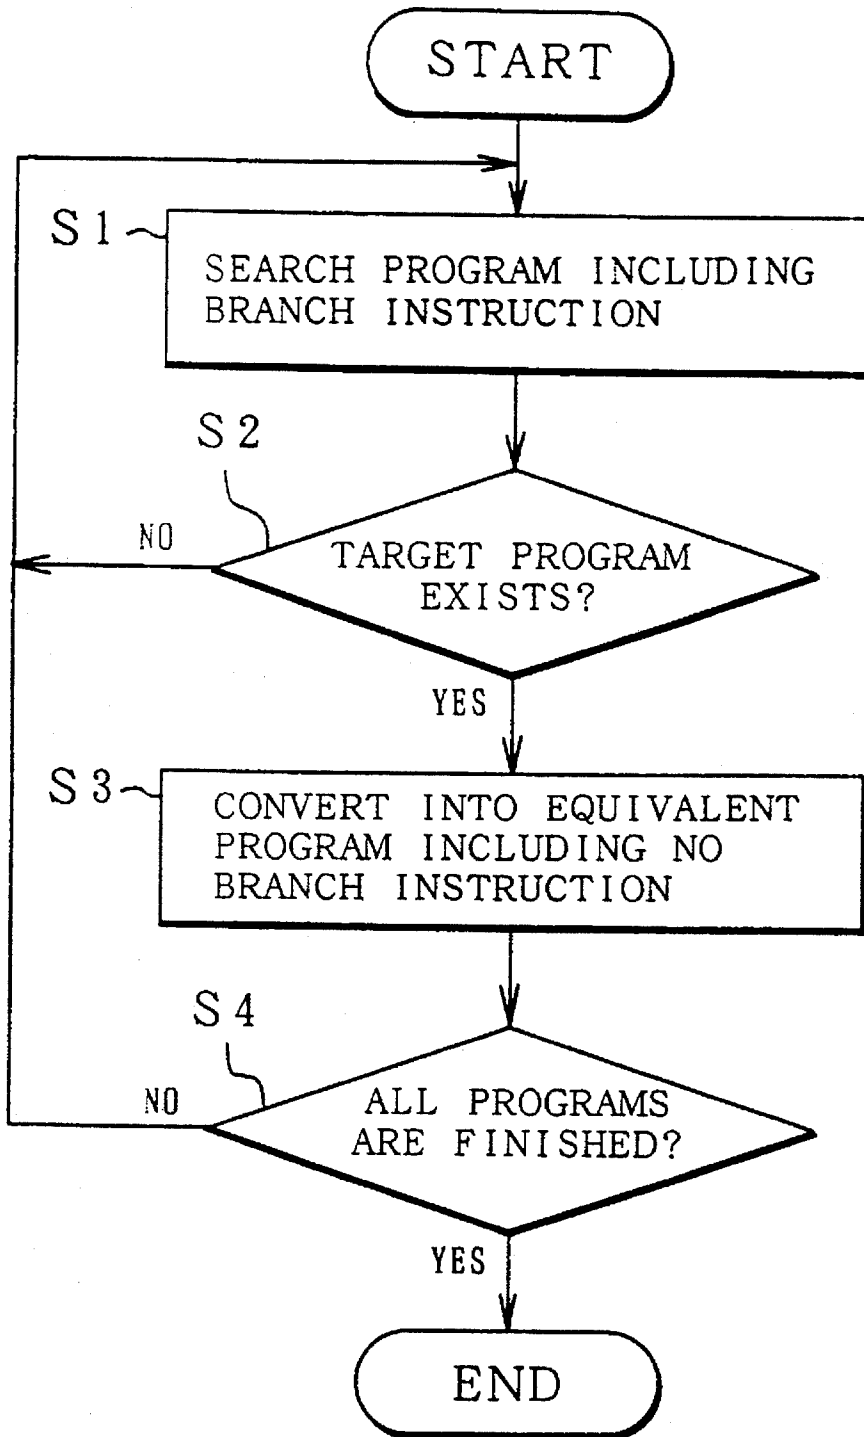 START
S1
SEARCH PROGRAM INCLUDING
BRANCH INSTRUCTION
S2
NO
TARGET PROGRAM
EXISTS?
YES
S3
CONVERT INTO EQUIVALENT
PROGRAM INCLUDING NO
BRANCH INSTRUCTION
S4
NO
ALL PROGRAMS
ARE FINISHED?
YES
END